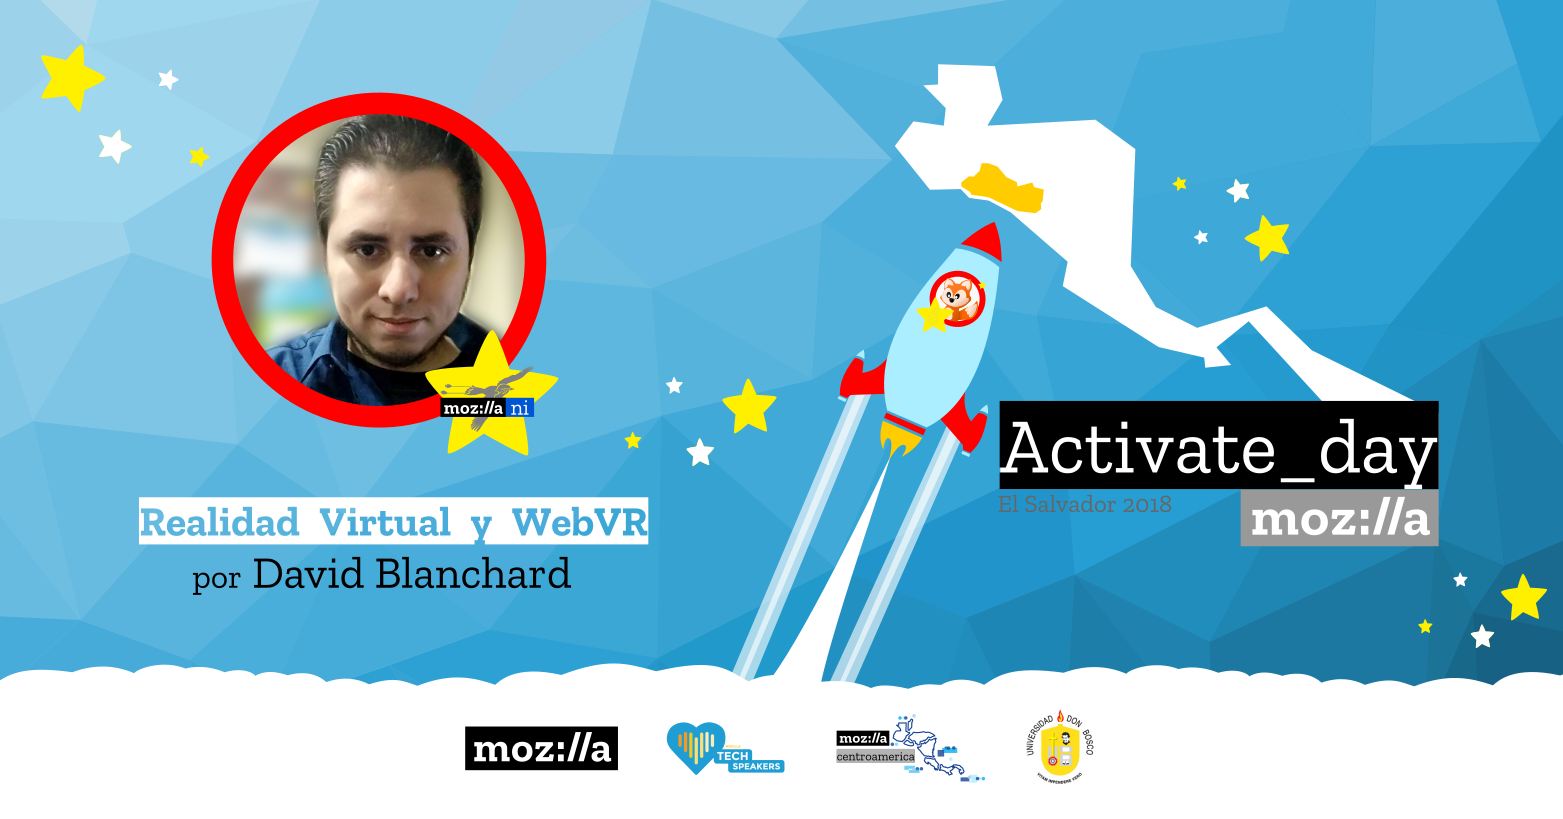 moz://a ni
Realidad Virtual y WebVR
por David Blanchard
Activate_day
El Salvador 2018
moz://a
moz://a
TECH
SPEAKERS
moz://a
centroamerica
UNIVERSIDAD DON BOSCO